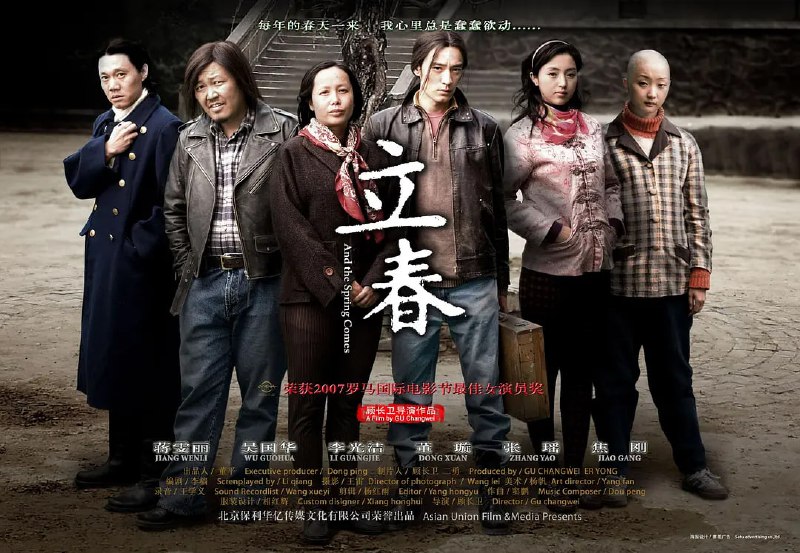 每年的春天一来 我心里总是蠢蠢欲动......
立春
And the Spring Comes
荣获2007罗马国际电影节最佳女演员奖
顾长卫导演作品
A Film by GU Changwei
蒋雯丽 吴国华 李光洁 董璇 张瑶 焦刚
JIANG WENLI WU GUOHUA LI GUANGJIE DONG XUAN ZHANG YAO JIAO GANG
出品人 / 董平 Executive producer / Dong ping 制片人 / 顾长卫 二勇 Produced by / GU CHANGWEI ER YONG
编剧 / 李樯 Screenplayed by / Li qiang 摄影 / 王雷 Director of photograph / Wang lei 美术 / 杨帆 Art director / Yang fan
录音 / 王学义 Sound Recordlist / Wang xueyi 剪辑 / 杨红雨 Editor / Yang hongyu 作曲 / 窦鹏 Music Composer / Dou peng
服装设计 / 相红辉 Custom disigner / Xiang honghui 导演 / 顾长卫 Director / Gu changwei
北京保利华亿传媒文化有限公司荣誉出品 Asian Union Film &Media Presents